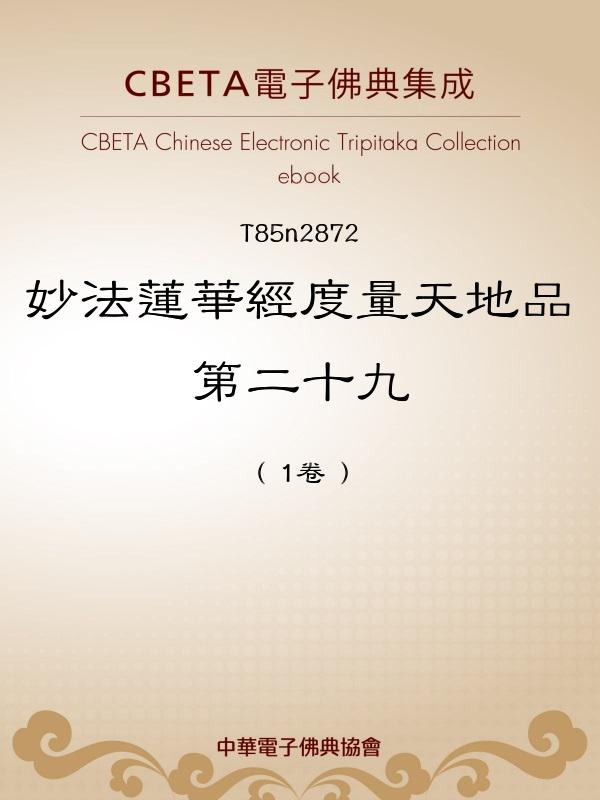 CBETA電子佛典集成
CBETA Chinese Electronic Tripitaka Collection
ebook
T85n2872
妙法蓮華經度量天地品
第二十九
（ 1卷 ）
中華電子佛典協會